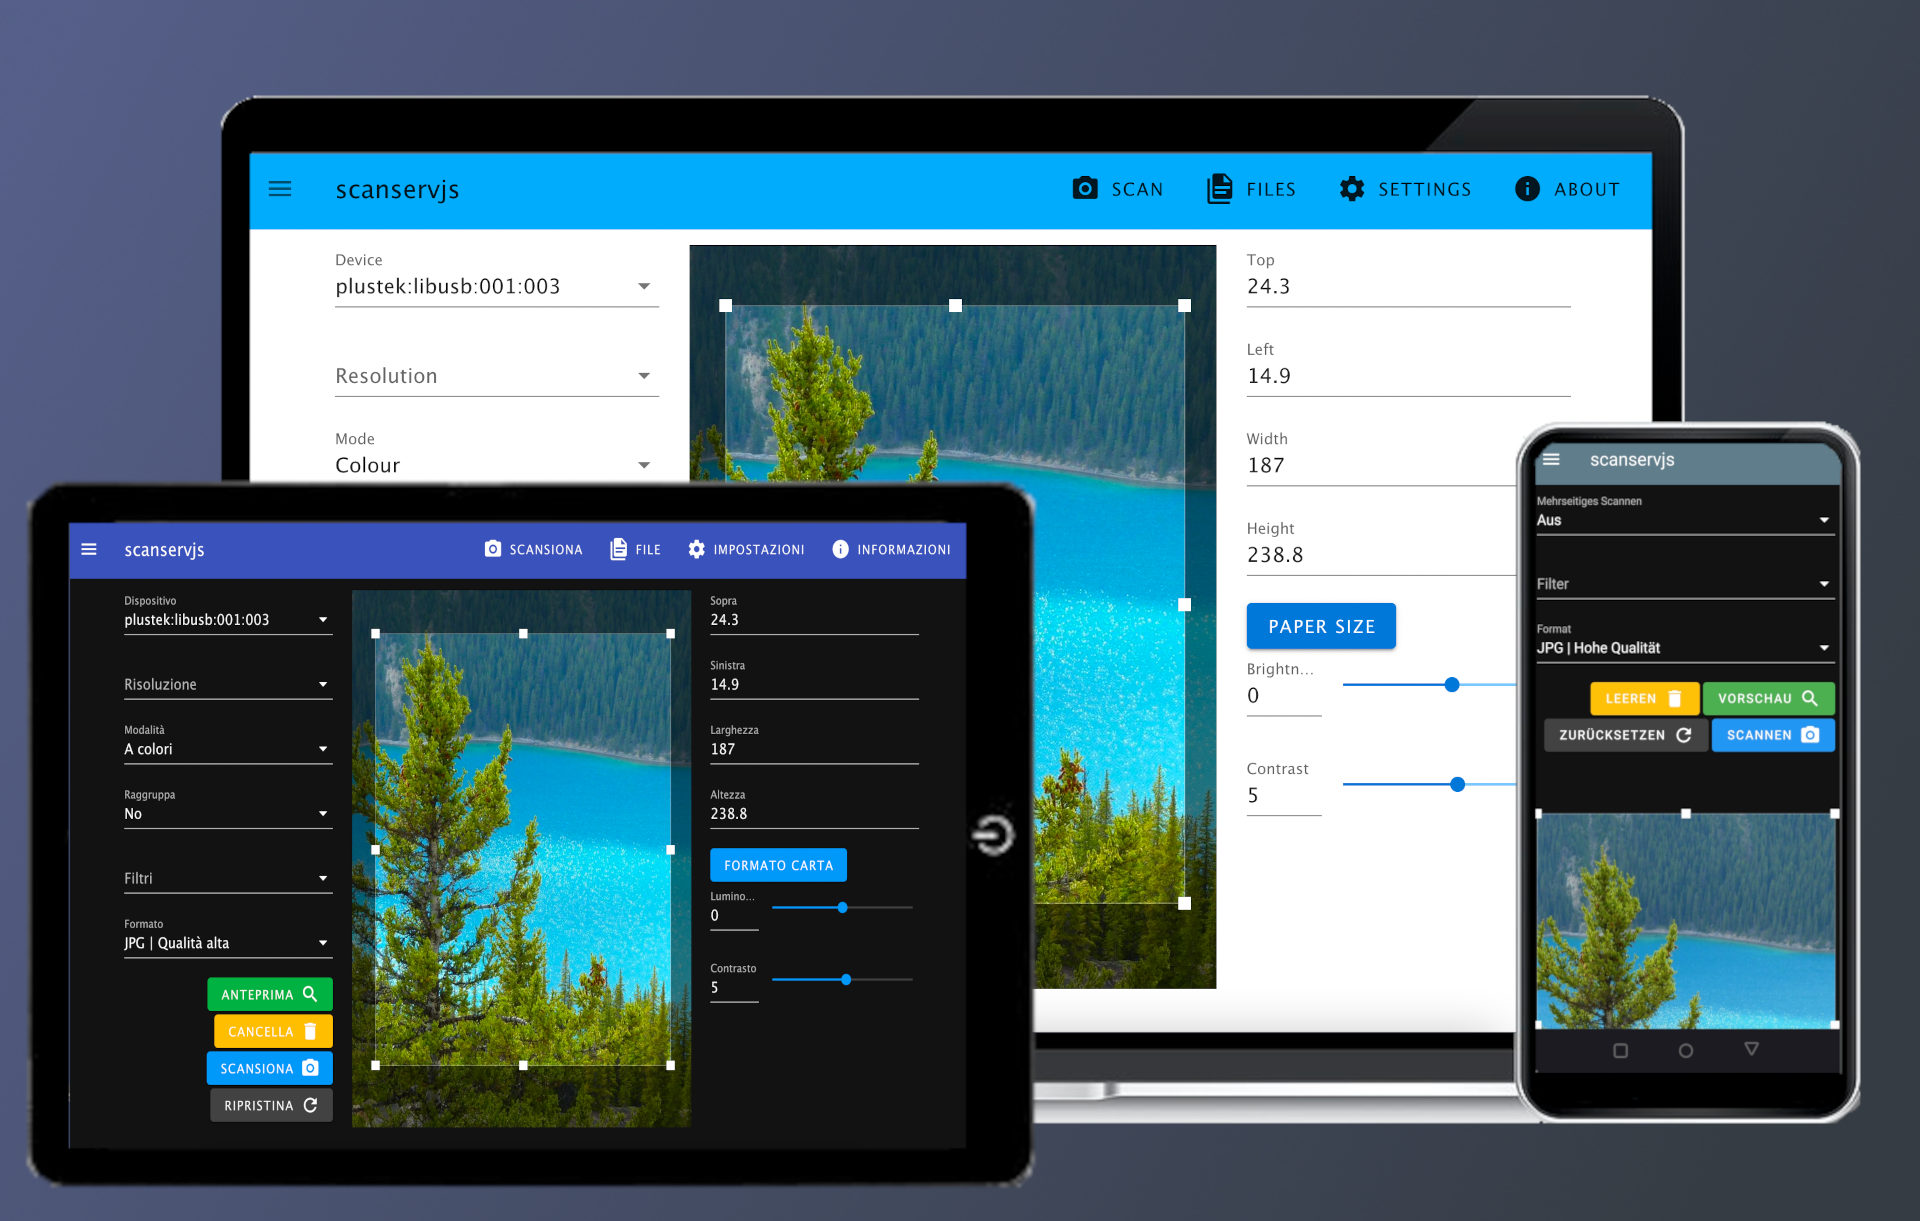 scanservjs
SCAN
FILES
SETTINGS
ABOUT
Device
plustek:libusb:001:003
Resolution
Mode
Colour
Top
24.3
Left
14.9
Width
187
Height
238.8
PAPER SIZE
Brightn...
0
Contrast
5
scanservjs
SCANSIONA
FILE
IMPOSTAZIONI
INFORMAZIONI
Dispositivo
plustek:libusb:001:003
Risoluzione
Modalità
A colori
Raggruppa
No
Filtri
Formato
JPG | Qualità alta
ANTEPRIMA
CANCELLA
SCANSIONA
RIPRISTINA
Sopra
24.3
Sinistra
14.9
Larghezza
187
Altezza
238.8
FORMATO CARTA
Lumino...
0
Contrasto
5
scanservjs
Mehrseitiges Scannen
Aus
Filter
Format
JPG | Hohe Qualität
LEEREN
VORSCHAU
ZURÜCKSETZEN
SCANNEN